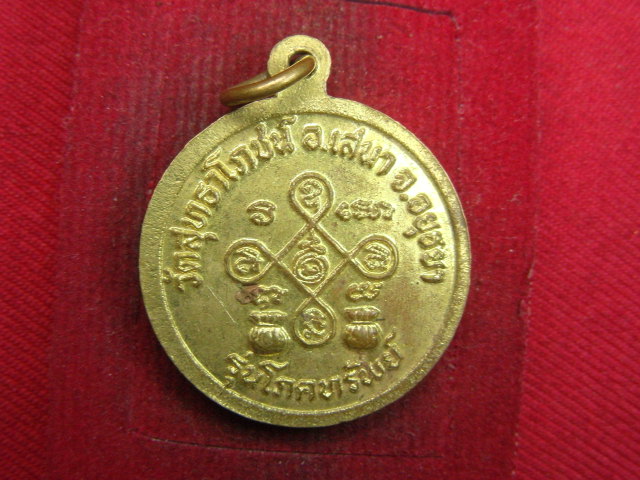 วัดสุทธาโภชน์ อ.เสนา จ.อยุธยา
รุ่นโภคทรัพย์